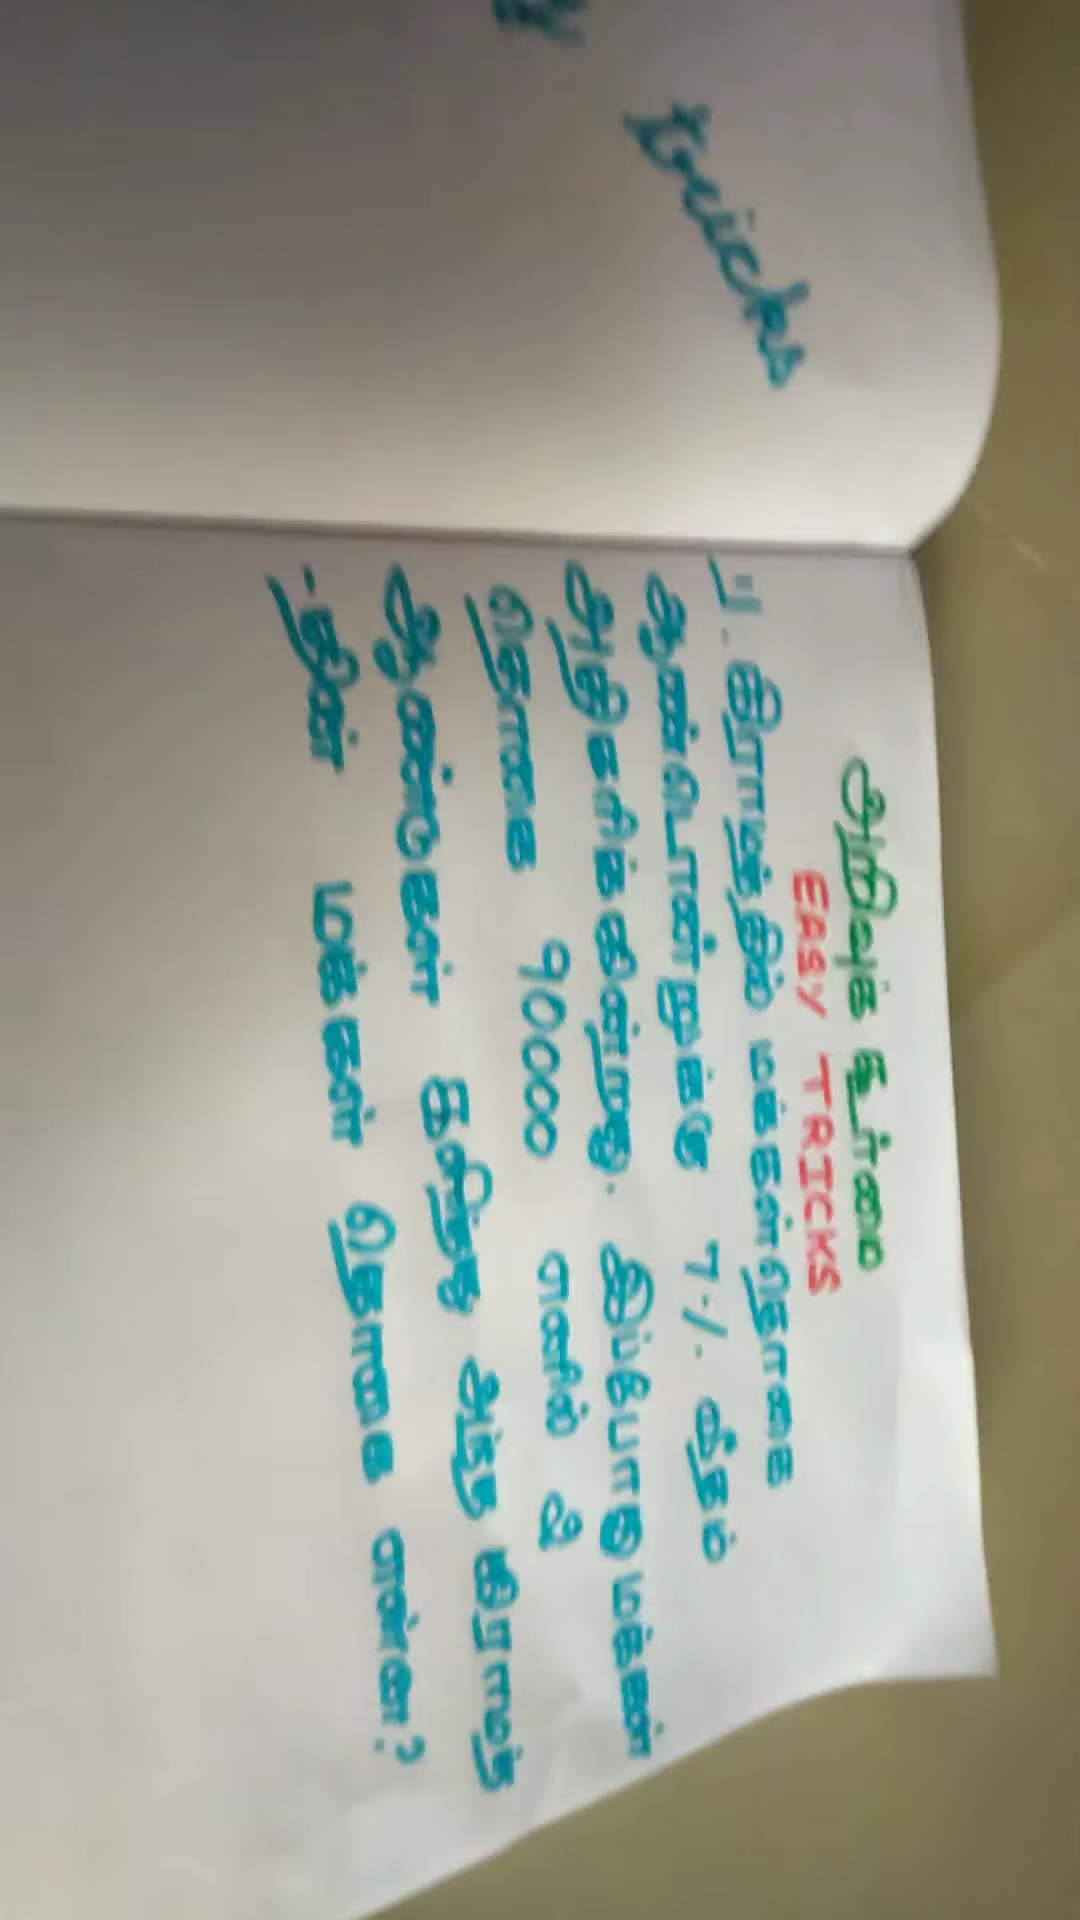 Tricks
அறிவுக் கூர்மை
EASY TRICKS
1. கிராமத்தில் மக்கள்தொகை
ஆண்டொன்றுக்கு 7% வீதம்
அதிகரிக்கின்றது. இப்போது மக்கள்
தொகை 90000 எனில் 2
ஆண்டுகள் கழித்து அந்த கிராமத்
-தின் மக்கள் தொகை என்ன?